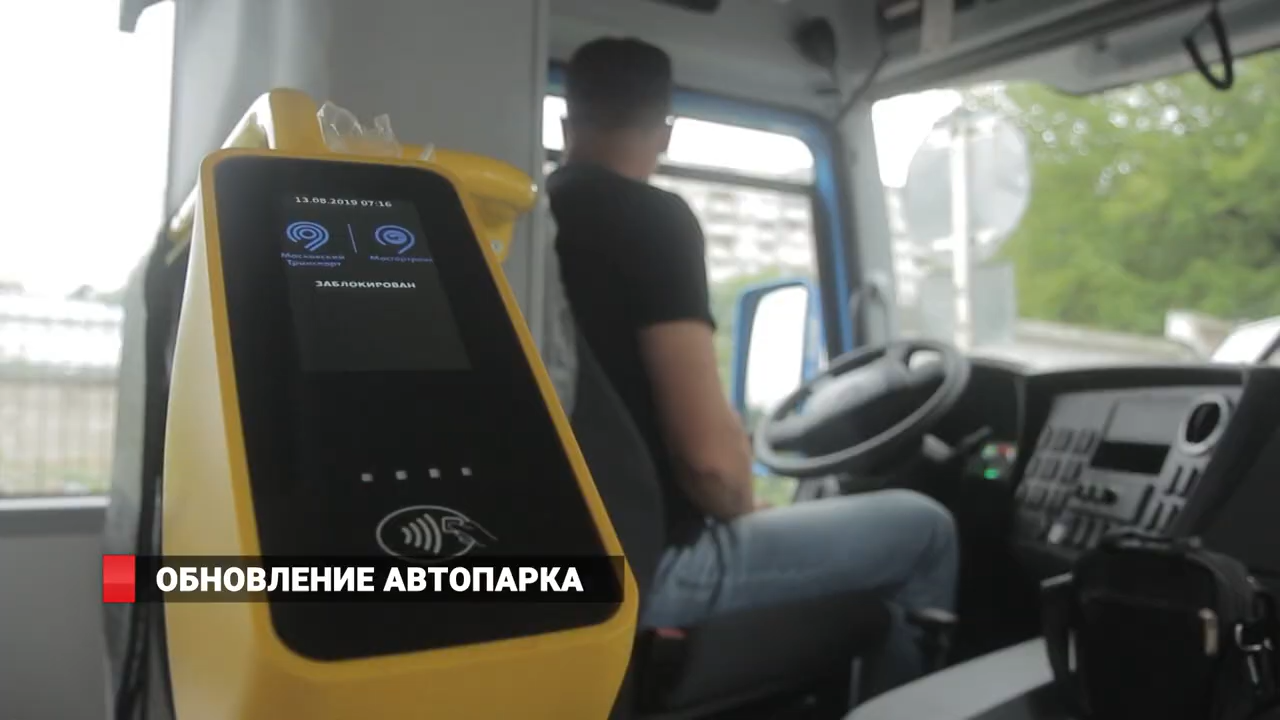 13.08.2019 07:16
Московский
Транспорт
Мосгортранс
ЗАБЛОКИРОВАН
ОБНОВЛЕНИЕ АВТОПАРКА